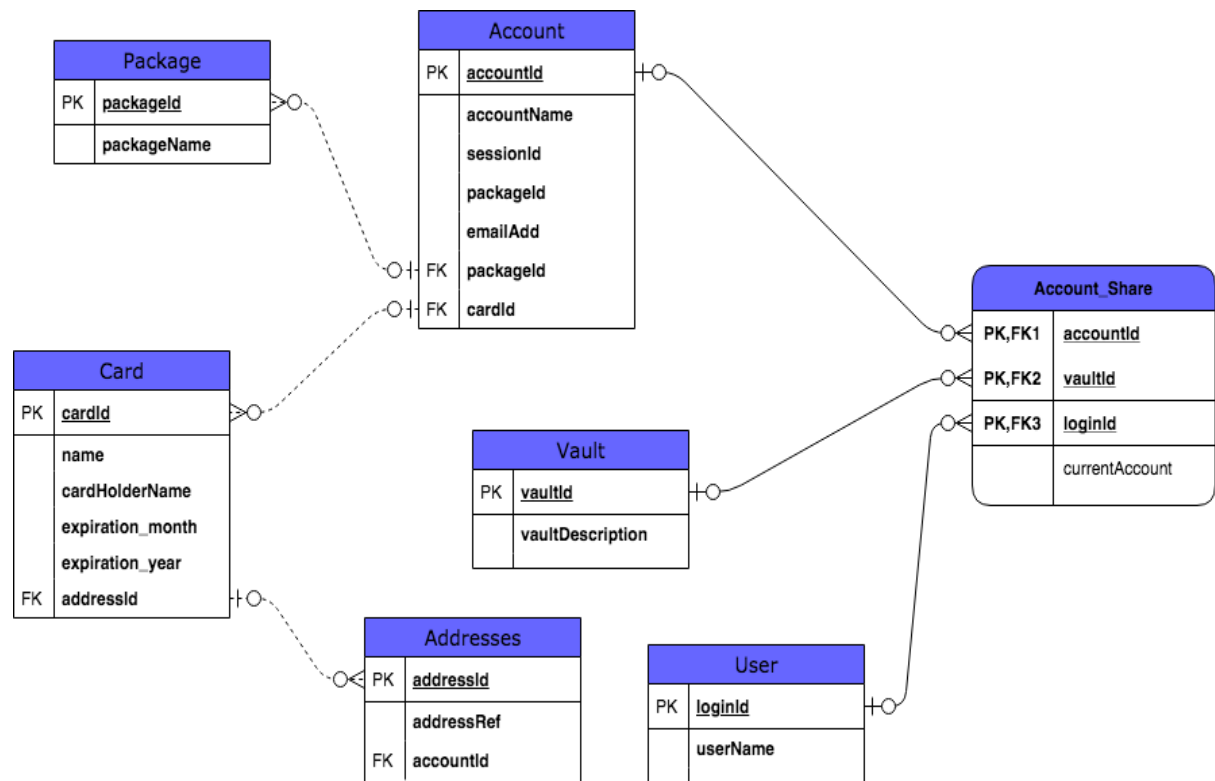 Package
PK packageId
packageName
Account
PK accountId
accountName
sessionId
packageId
emailAdd
FK packageId
FK cardId
Account_Share
PK,FK1 accountId
PK,FK2 vaultId
PK,FK3 loginId
currentAccount
Card
PK cardId
name
cardHolderName
expiration_month
expiration_year
FK addressId
Vault
PK vaultId
vaultDescription
Addresses
PK addressId
addressRef
FK accountId
User
PK loginId
userName